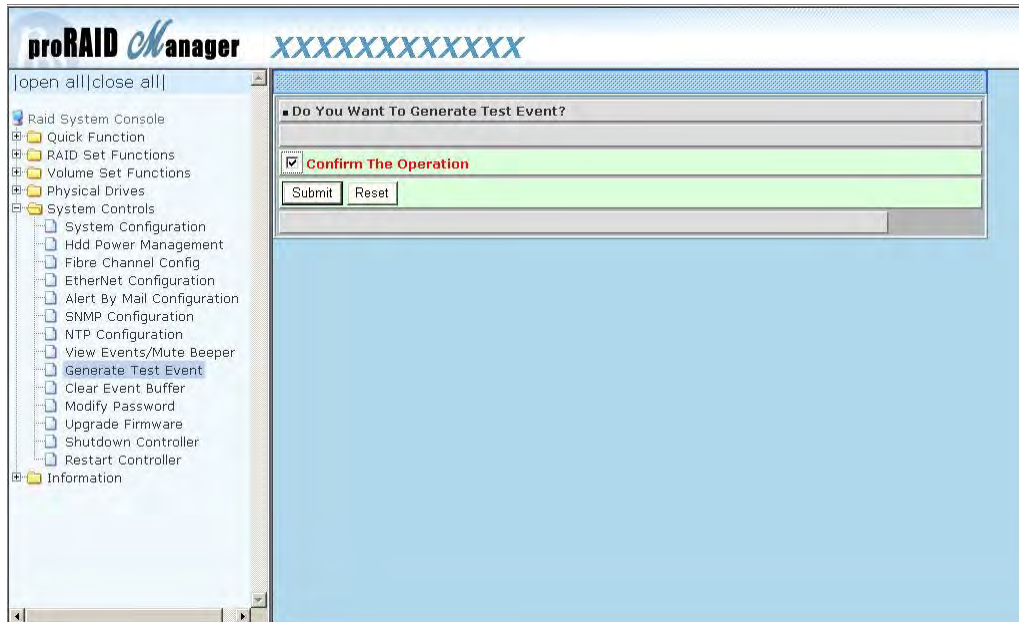 proRAID Manager XXXXXXXXXXXX
|open all|close all|
Raid System Console
Quick Function
RAID Set Functions
Volume Set Functions
Physical Drives
System Controls
System Configuration
Hdd Power Management
Fibre Channel Config
EtherNet Configuration
Alert By Mail Configuration
SNMP Configuration
NTP Configuration
View Events/Mute Beeper
Generate Test Event
Clear Event Buffer
Modify Password
Upgrade Firmware
Shutdown Controller
Restart Controller
Information
Do You Want To Generate Test Event?
Confirm The Operation
Submit Reset